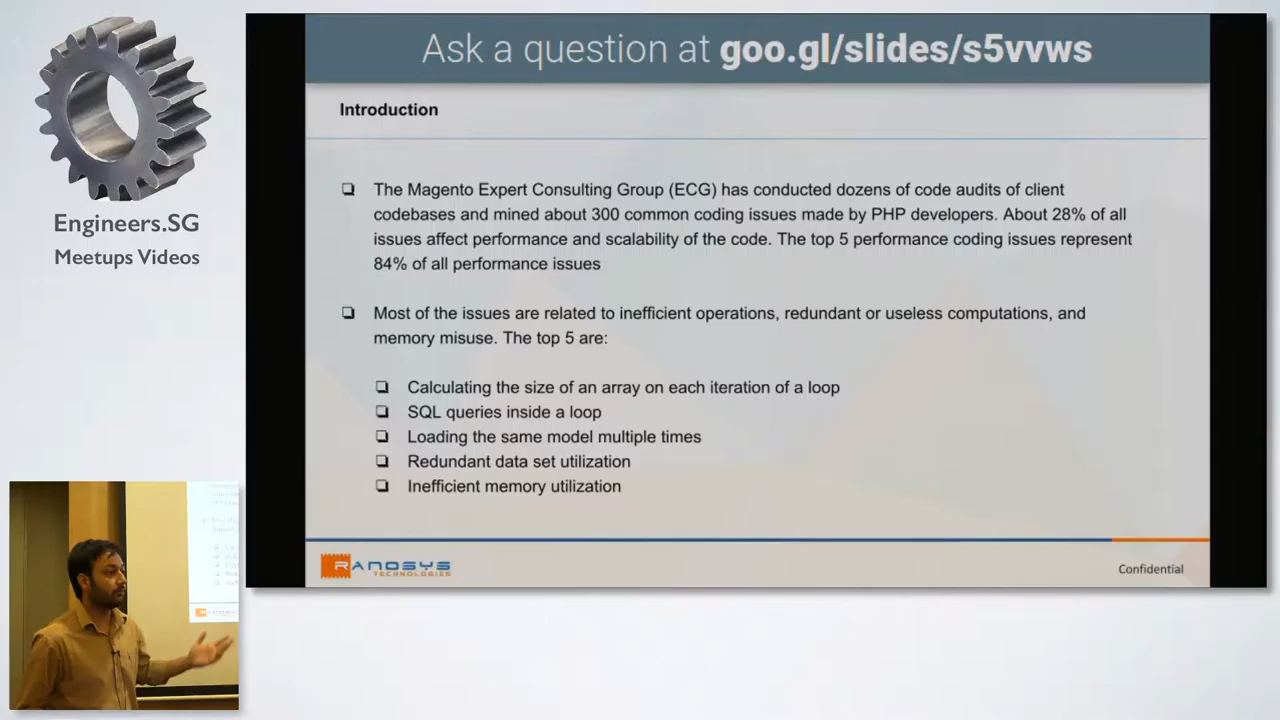 Ask a question at goo.gl/slides/s5vvws
Introduction
The Magento Expert Consulting Group (ECG) has conducted dozens of code audits of client
codebases and mined about 300 common coding issues made by PHP developers. About 28% of all
issues affect performance and scalability of the code. The top 5 performance coding issues represent
84% of all performance issues
Most of the issues are related to inefficient operations, redundant or useless computations, and
memory misuse. The top 5 are:
Calculating the size of an array on each iteration of a loop
SQL queries inside a loop
Loading the same model multiple times
Redundant data set utilization
Inefficient memory utilization
RANOSYS
TECHNOLOGIES
Confidential
Engineers.SG
Meetups Videos